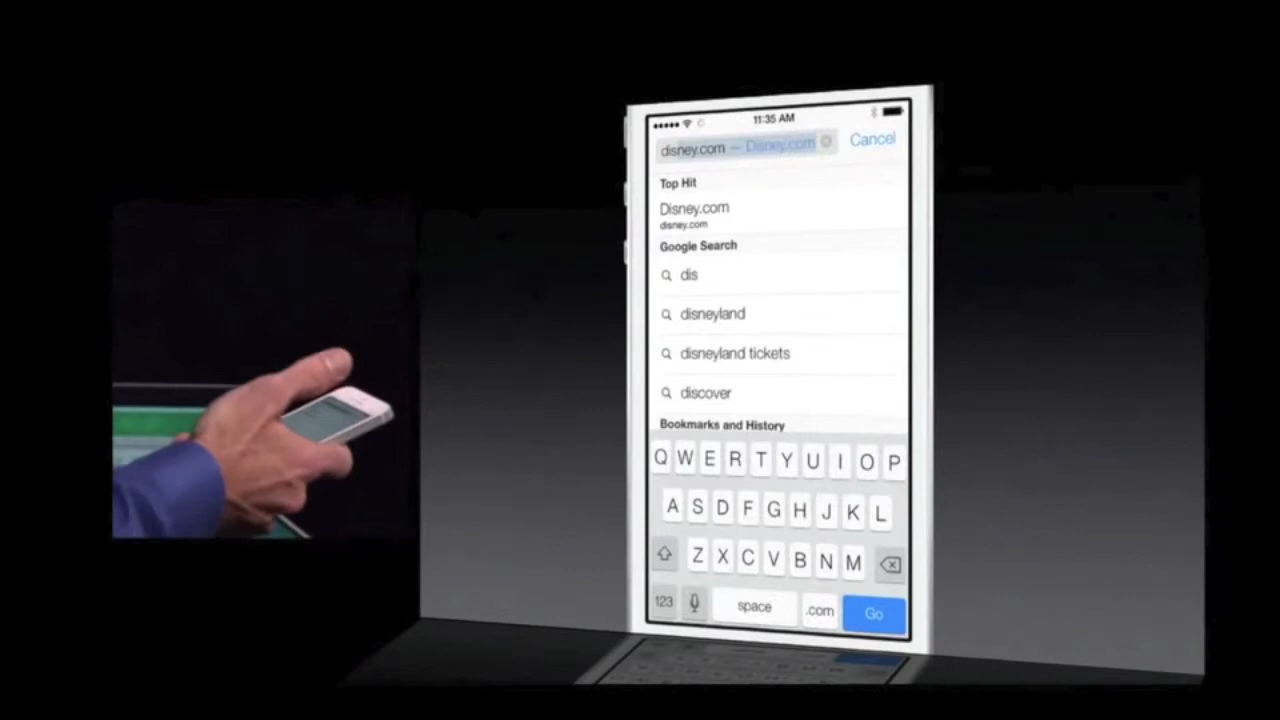 11:35 AM
disney.com — Disney.com
Cancel
Top Hit
Disney.com
disney.com
Google Search
dis
disneyland
disneyland tickets
discover
Bookmarks and History
Q W E R T Y U I O P
A S D F G H J K L
Z X C V B N M
123 space .com Go